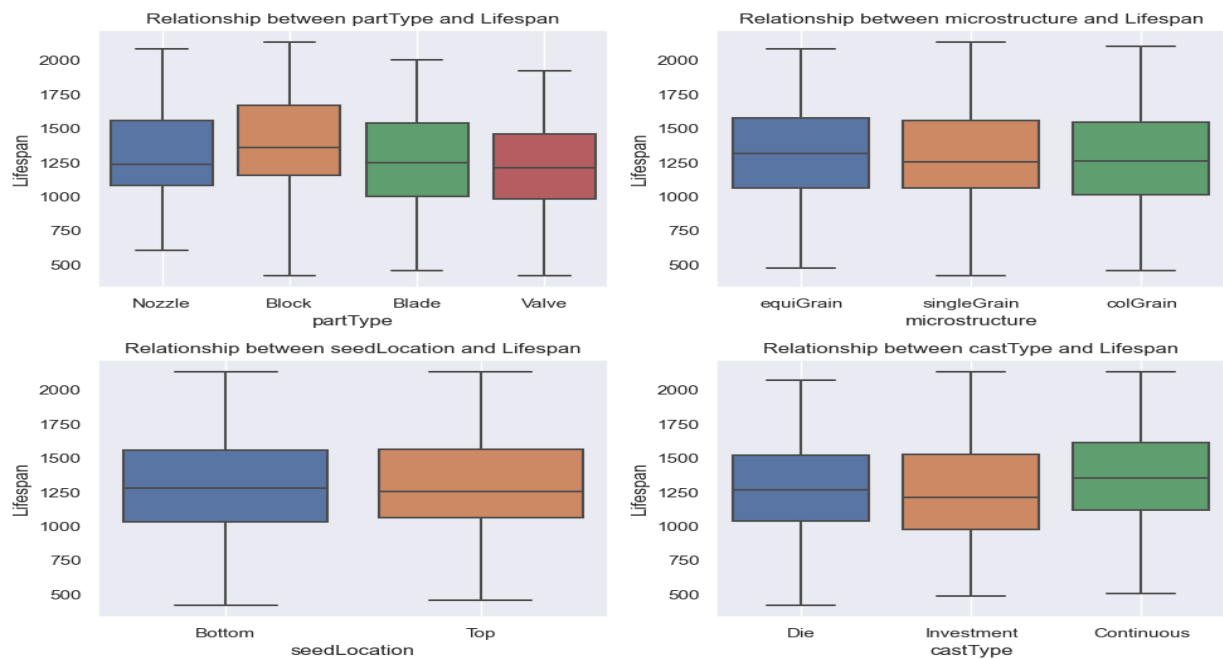 Relationship between partType and Lifespan
Lifespan
2000
1750
1500
1250
1000
750
500
Nozzle Block Blade Valve
partType
Relationship between microstructure and Lifespan
Lifespan
2000
1750
1500
1250
1000
750
500
equiGrain singleGrain colGrain
microstructure
Relationship between seedLocation and Lifespan
Lifespan
2000
1750
1500
1250
1000
750
500
Bottom Top
seedLocation
Relationship between castType and Lifespan
Lifespan
2000
1750
1500
1250
1000
750
500
Die Investment Continuous
castType